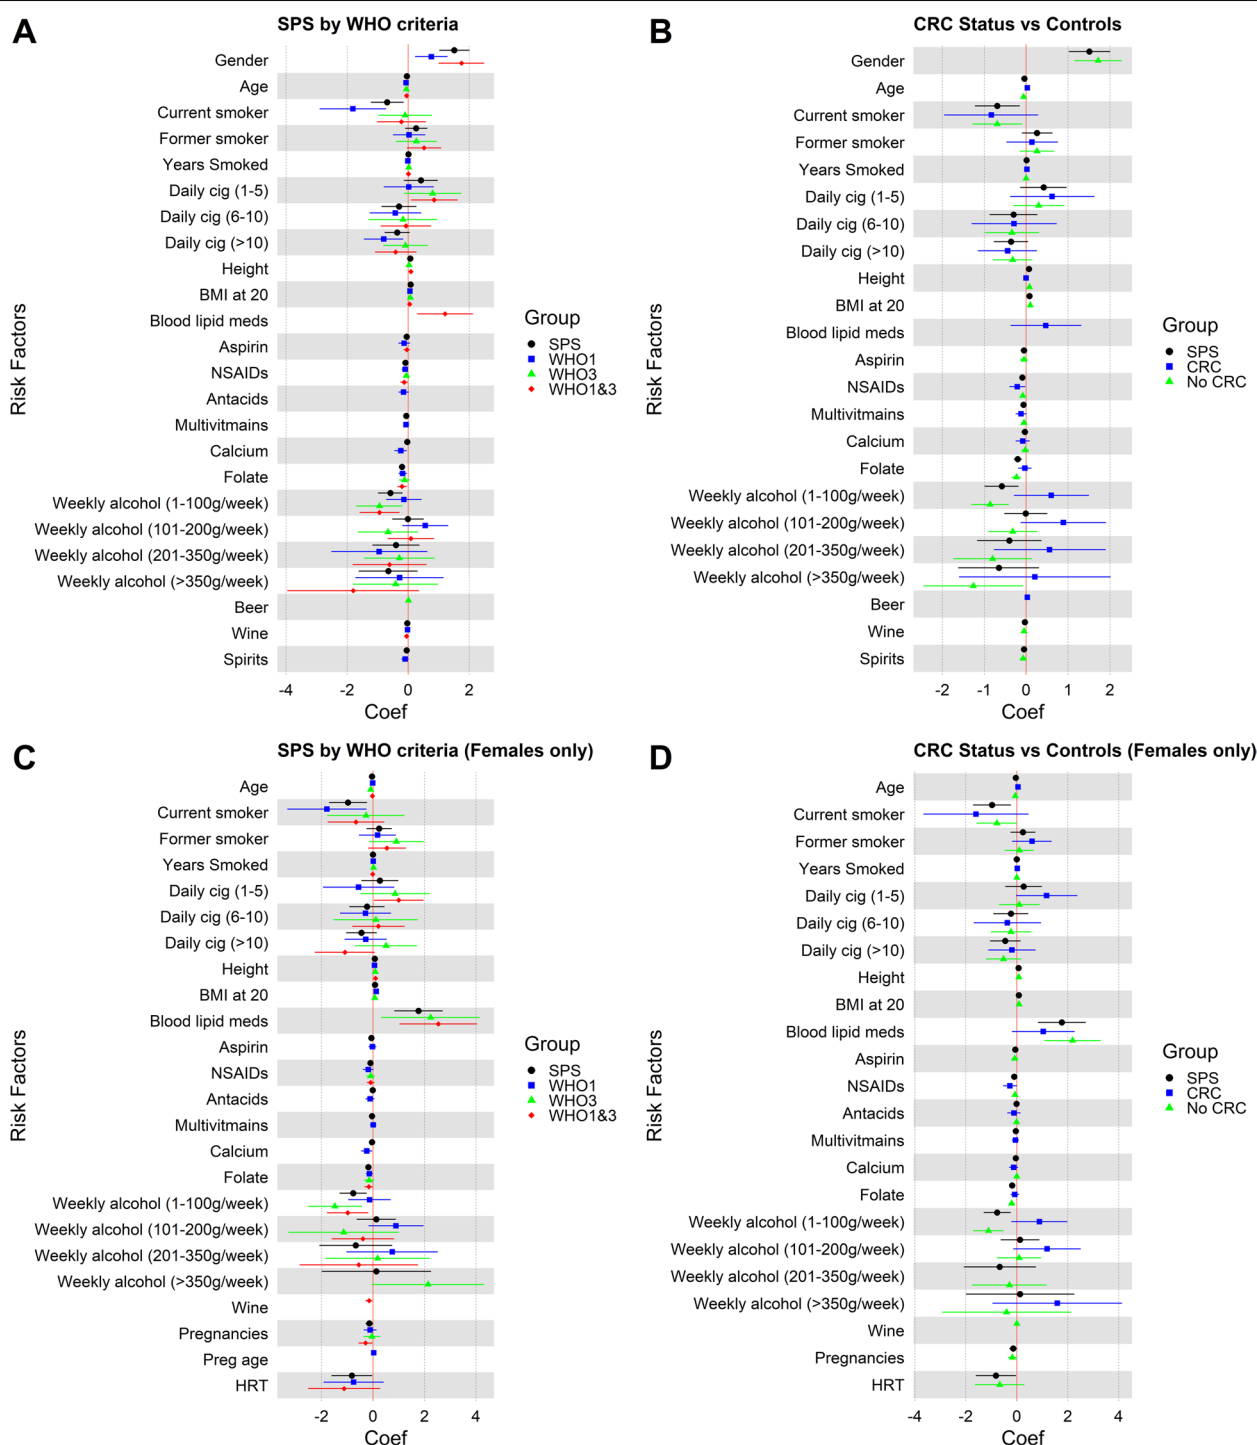 A
SPS by WHO criteria
Risk Factors
Gender
Age
Current smoker
Former smoker
Years Smoked
Daily cig (1-5)
Daily cig (6-10)
Daily cig (>10)
Height
BMI at 20
Blood lipid meds
Aspirin
NSAIDs
Antacids
Multivitmains
Calcium
Folate
Weekly alcohol (1-100g/week)
Weekly alcohol (101-200g/week)
Weekly alcohol (201-350g/week)
Weekly alcohol (>350g/week)
Beer
Wine
Spirits
-4 -2 0 2
Coef
Group
SPS
WHO1
WHO3
WHO1&3
B
CRC Status vs Controls
Risk Factors
Gender
Age
Current smoker
Former smoker
Years Smoked
Daily cig (1-5)
Daily cig (6-10)
Daily cig (>10)
Height
BMI at 20
Blood lipid meds
Aspirin
NSAIDs
Multivitmains
Calcium
Folate
Weekly alcohol (1-100g/week)
Weekly alcohol (101-200g/week)
Weekly alcohol (201-350g/week)
Weekly alcohol (>350g/week)
Beer
Wine
Spirits
-2 -1 0 1 2
Coef
Group
SPS
CRC
No CRC
C
SPS by WHO criteria (Females only)
Risk Factors
Age
Current smoker
Former smoker
Years Smoked
Daily cig (1-5)
Daily cig (6-10)
Daily cig (>10)
Height
BMI at 20
Blood lipid meds
Aspirin
NSAIDs
Antacids
Multivitmains
Calcium
Folate
Weekly alcohol (1-100g/week)
Weekly alcohol (101-200g/week)
Weekly alcohol (201-350g/week)
Weekly alcohol (>350g/week)
Wine
Pregnancies
Preg age
HRT
-2 0 2 4
Coef
Group
SPS
WHO1
WHO3
WHO1&3
D
CRC Status vs Controls (Females only)
Risk Factors
Age
Current smoker
Former smoker
Years Smoked
Daily cig (1-5)
Daily cig (6-10)
Daily cig (>10)
Height
BMI at 20
Blood lipid meds
Aspirin
NSAIDs
Antacids
Multivitmains
Calcium
Folate
Weekly alcohol (1-100g/week)
Weekly alcohol (101-200g/week)
Weekly alcohol (201-350g/week)
Weekly alcohol (>350g/week)
Wine
Pregnancies
HRT
-4 -2 0 2 4
Coef
Group
SPS
CRC
No CRC